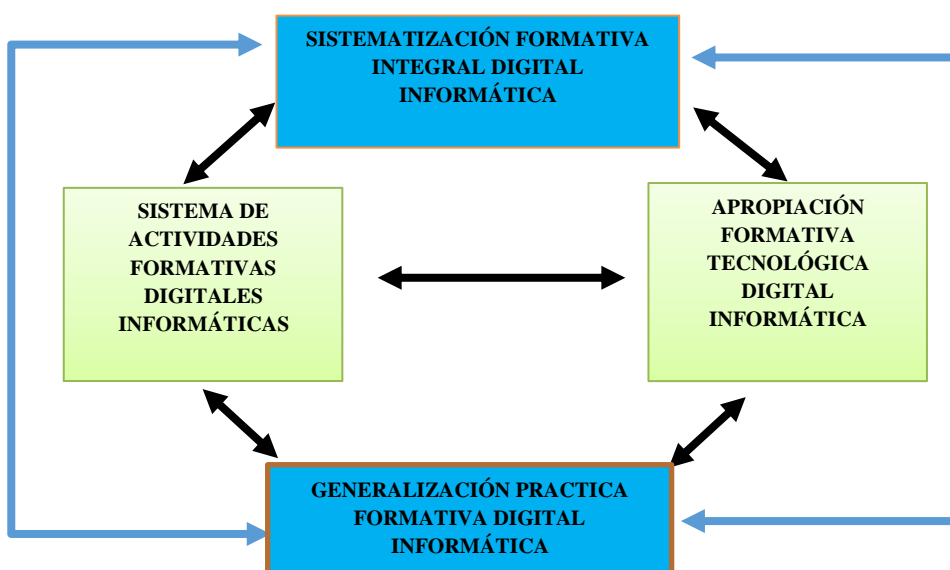 SISTEMATIZACIÓN FORMATIVA
INTEGRAL DIGITAL
INFORMÁTICA
SISTEMA DE
ACTIVIDADES
FORMATIVAS
DIGITALES
INFORMÁTICAS
APROPIACIÓN
FORMATIVA
TECNOLÓGICA
DIGITAL
INFORMÁTICA
GENERALIZACIÓN PRACTICA
FORMATIVA DIGITAL
INFORMÁTICA